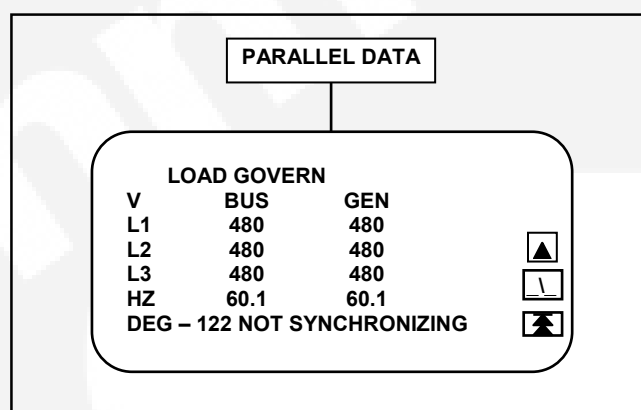 PARALLEL DATA
LOAD GOVERN
V BUS GEN
L1 480 480
L2 480 480
L3 480 480
HZ 60.1 60.1
DEG – 122 NOT SYNCHRONIZING